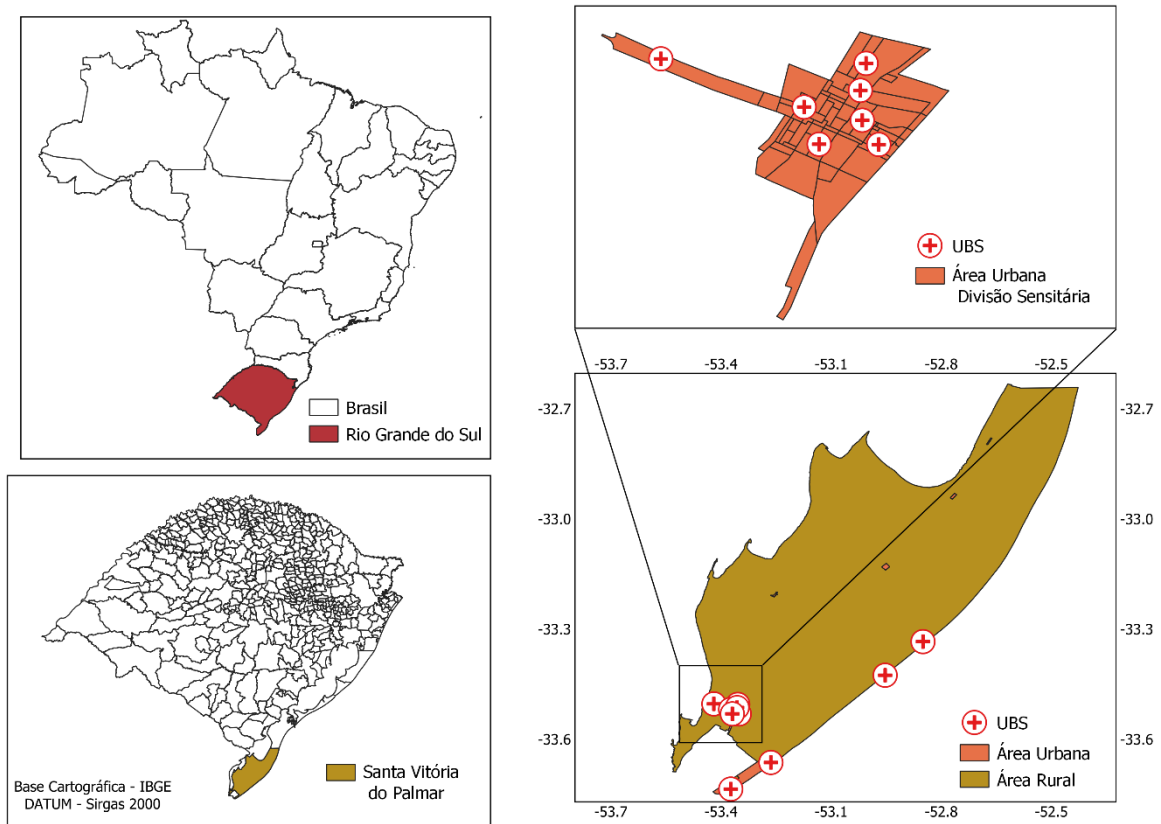 Brasil
Rio Grande do Sul
Base Cartográfica - IBGE
DATUM - Sirgas 2000
Santa Vitória
do Palmar
UBS
Área Urbana
Divisão Sensitária
-53.7 -53.4 -53.1 -52.8 -52.5
-32.7 -32.7
-33.0 -33.0
-33.3 -33.3
-33.6 -33.6
UBS
Área Urbana
Área Rural
-53.7 -53.4 -53.1 -52.8 -52.5